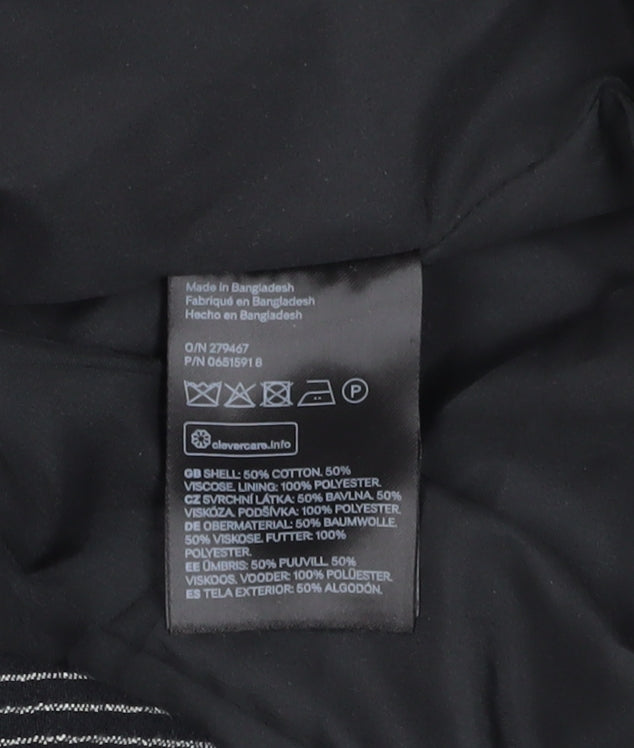 Made in Bangladesh
Fabriqué en Bangladesh
Hecho en Bangladesh
O/N 279467
P/N 0651591 8
P
clevercare.info
GB SHELL: 50% COTTON. 50%
VISCOSE. LINING: 100% POLYESTER.
CZ SVRCHNÍ LÁTKA: 50% BAVLNA. 50%
VISKÓZA. PODŠÍVKA: 100% POLYESTER.
DE OBERMATERIAL: 50% BAUMWOLLE.
50% VISKOSE. FUTTER: 100%
POLYESTER.
EE ÜMBRIS: 50% PUUVILL. 50%
VISKOOS. VOODER: 100% POLÜESTER.
ES TELA EXTERIOR: 50% ALGODÓN.